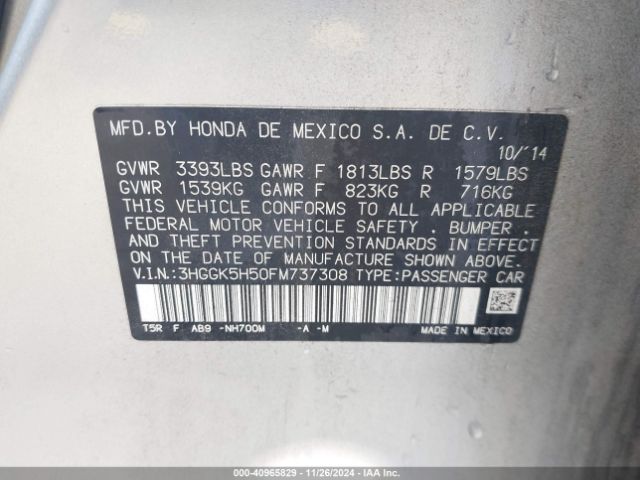 MFD.BY HONDA DE MEXICO S.A. DE C.V.
10/'14
GVWR 3393LBS GAWR F 1813LBS R 1579LBS
GVWR 1539KG GAWR F 823KG R 716KG
THIS VEHICLE CONFORMS TO ALL APPLICABLE
FEDERAL MOTOR VEHICLE SAFETY . BUMPER .
AND THEFT PREVENTION STANDARDS IN EFFECT
ON THE DATE OF MANUFACTURE SHOWN ABOVE.
V.I.N.:3HGGK5H50FM737308 TYPE:PASSENGER CAR
T5R F AB9 -NH700M -A -M MADE IN MEXICO
000-40965829 - 11/26/2024 - IAA Inc.